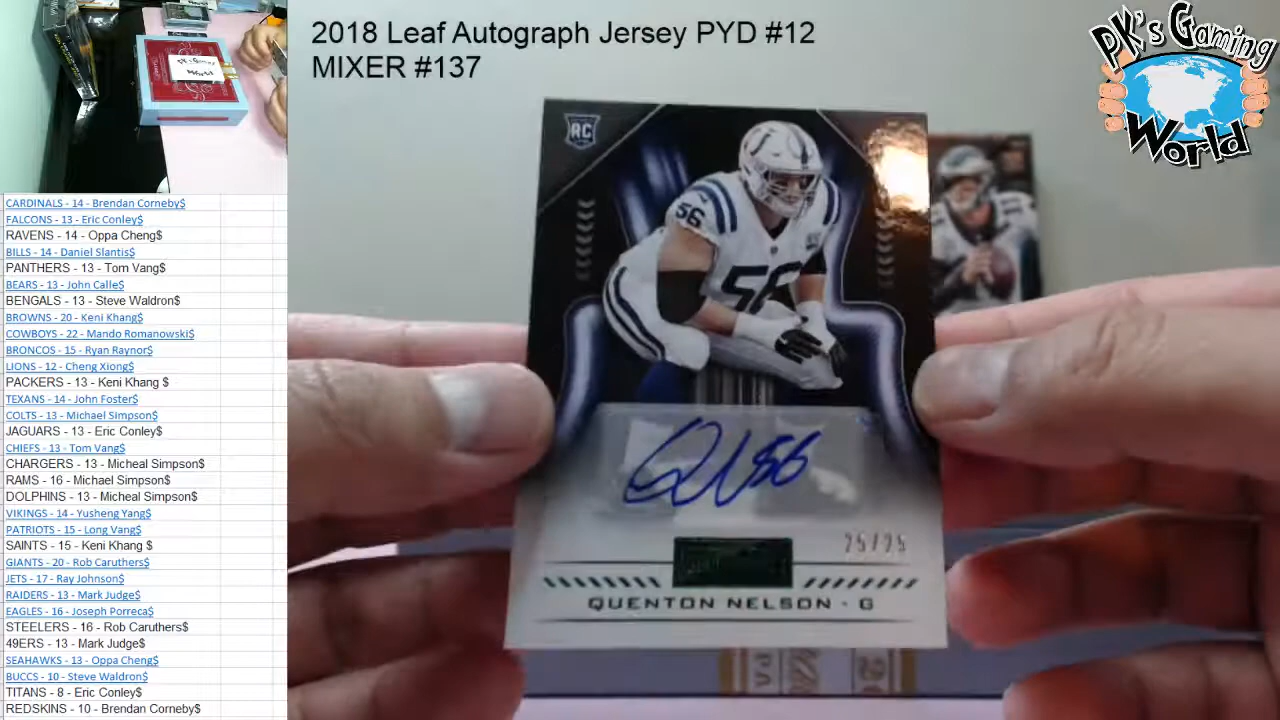 2018 Leaf Autograph Jersey PYD #12
MIXER #137
PK's Gaming
World
CARDINALS - 14 - Brendan Corneby$
FALCONS - 13 - Eric Conley$
RAVENS - 14 - Oppa Cheng$
BILLS - 14 - Daniel Slantis$
PANTHERS - 13 - Tom Vang$
BEARS - 13 - John Calle$
BENGALS - 13 - Steve Waldron$
BROWNS - 20 - Keni Khang$
COWBOYS - 22 - Mando Romanowski$
BRONCOS - 15 - Ryan Raynor$
LIONS - 12 - Cheng Xiong$
PACKERS - 13 - Keni Khang $
TEXANS - 14 - John Foster$
COLTS - 13 - Michael Simpson$
JAGUARS - 13 - Eric Conley$
CHIEFS - 13 - Tom Vang$
CHARGERS - 13 - Micheal Simpson$
RAMS - 16 - Michael Simpson$
DOLPHINS - 13 - Micheal Simpson$
VIKINGS - 14 - Yusheng Yang$
PATRIOTS - 15 - Long Vang$
SAINTS - 15 - Keni Khang $
GIANTS - 20 - Rob Caruthers$
JETS - 17 - Ray Johnson$
RAIDERS - 13 - Mark Judge$
EAGLES - 16 - Joseph Porreca$
STEELERS - 16 - Rob Caruthers$
49ERS - 13 - Mark Judge$
SEAHAWKS - 13 - Oppa Cheng$
BUCCS - 10 - Steve Waldron$
TITANS - 8 - Eric Conley$
REDSKINS - 10 - Brendan Corneby$
RC
56
56
25/25
QUENTON NELSON - G